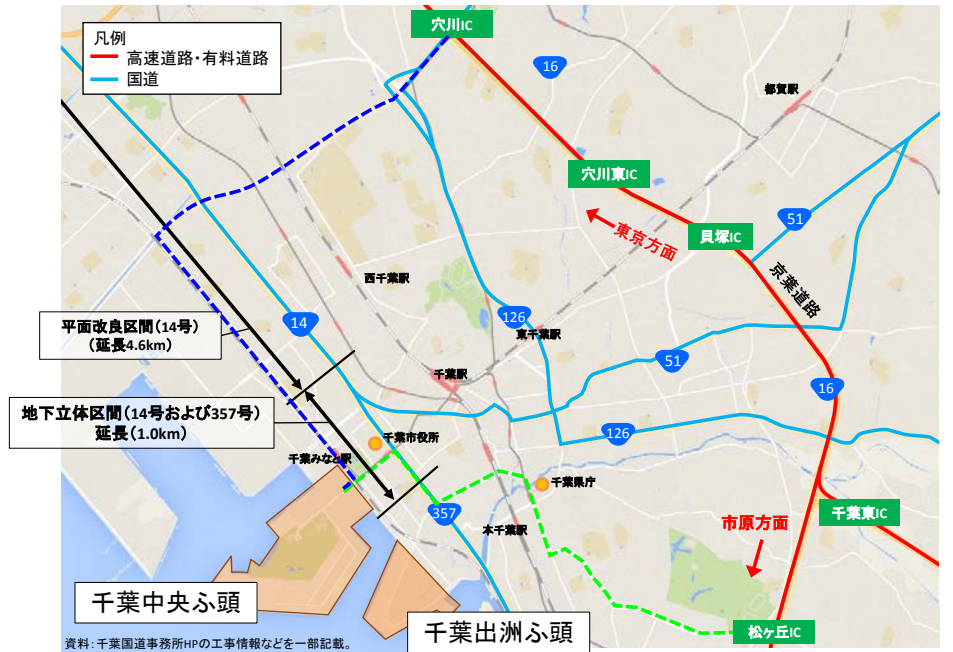 凡例
高速道路・有料道路
国道
穴川IC
16
都賀駅
穴川東IC
東京方面
貝塚IC
51
京葉道路
西千葉駅
平面改良区間(14号)
(延長4.6km)
14
126
東千葉駅
51
千葉駅
16
地下立体区間(14号および357号)
延長(1.0km)
126
千葉市役所
千葉みなと駅
千葉県庁
357
本千葉駅
千葉東IC
市原方面
千葉中央ふ頭
千葉出洲ふ頭
松ヶ丘IC
資料:千葉国道事務所HPの工事情報などを一部記載。